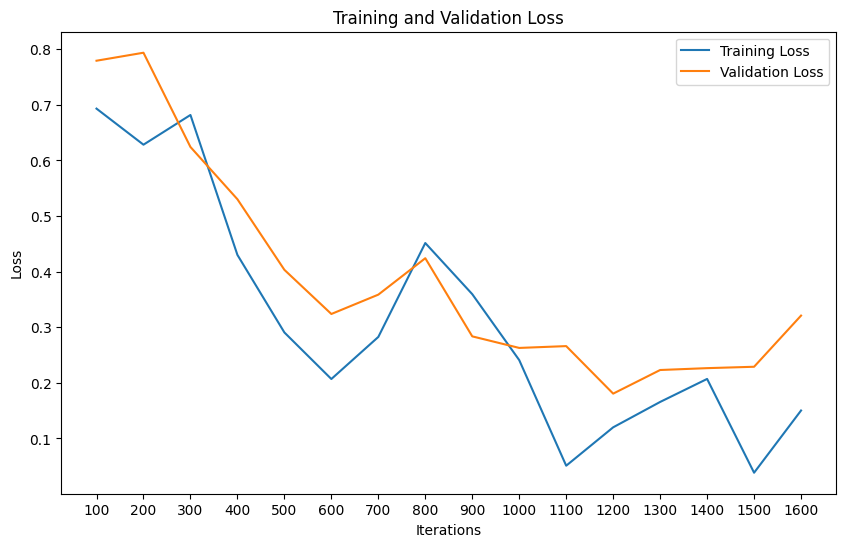 Training and Validation Loss
Training Loss
Validation Loss
0.8
0.7
0.6
0.5
0.4
0.3
0.2
0.1
Loss
100 200 300 400 500 600 700 800 900 1000 1100 1200 1300 1400 1500 1600
Iterations